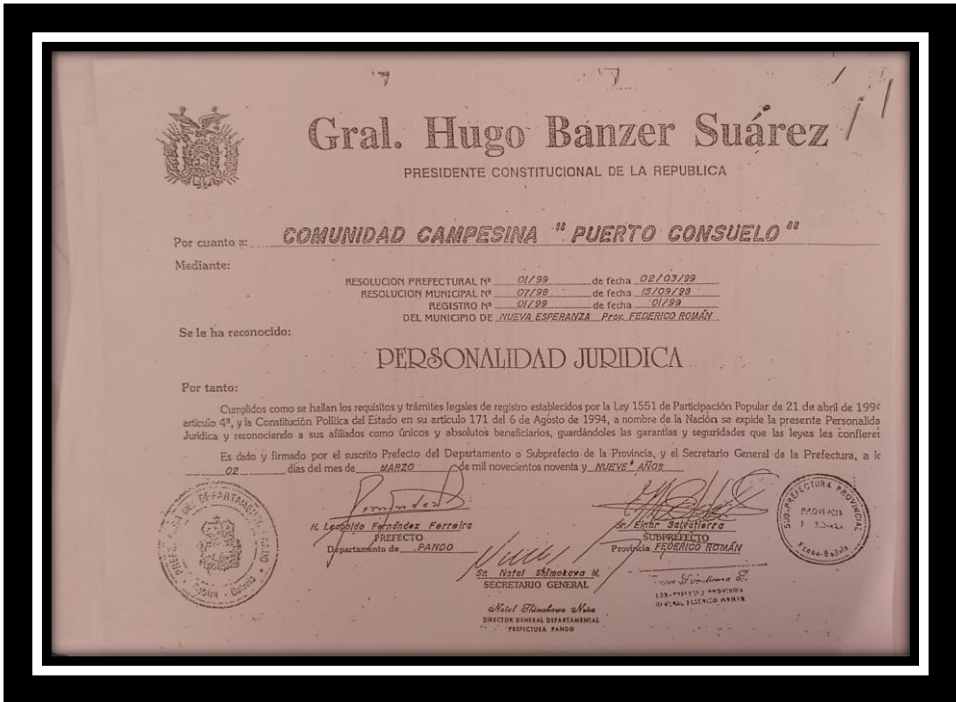 Gral. Hugo Banzer Suárez
PRESIDENTE CONSTITUCIONAL DE LA REPUBLICA
Por cuanto a: COMUNIDAD CAMPESINA " PUERTO CONSUELO "
Mediante:
RESOLUCION PREFECTURAL Nº 01/99 de fecha 02/03/99
RESOLUCION MUNICIPAL Nº 07/98 de fecha 15/09/98
REGISTRO Nº 01/99 de fecha 01/99
DEL MUNICIPIO DE NUEVA ESPERANZA Prov. FEDERICO ROMÁN
Se le ha reconocido:
PERSONALIDAD JURIDICA
Por tanto:
Cumplidos como se hallan los requisitos y trámites legales de registro establecidos por la Ley 1551 de Participación Popular de 21 de abril de 1994
artículo 4º, y la Constitución Política del Estado en su artículo 171 del 6 de Agosto de 1994, a nombre de la Nación se expide la presente Personalida
Jurídica y reconociendo a sus afiliados como únicos y absolutos beneficiarios, guardándoles las garantías y seguridades que las leyes les confieren
Es dado y firmado por el suscrito Prefecto del Departamento o Subprefecto de la Provincia, y el Secretario General de la Prefectura, a lo
02 días del mes de MARZO de mil novecientos noventa y NUEVE AÑOS
H. Leopoldo Fernández Ferreira
PREFECTO
Departamento de PANDO
Sr. Einar Salvatierra
SUBPREFECTO
Provincia FEDERICO ROMÁN
Sr. Natal Shimokawa N.
SECRETARIO GENERAL
DIRECTOR GENERAL DEPARTAMENTAL
PREFECTURA PANDO
SUB-PREFECTURA PROVINCIAL
Pando-Bolivia